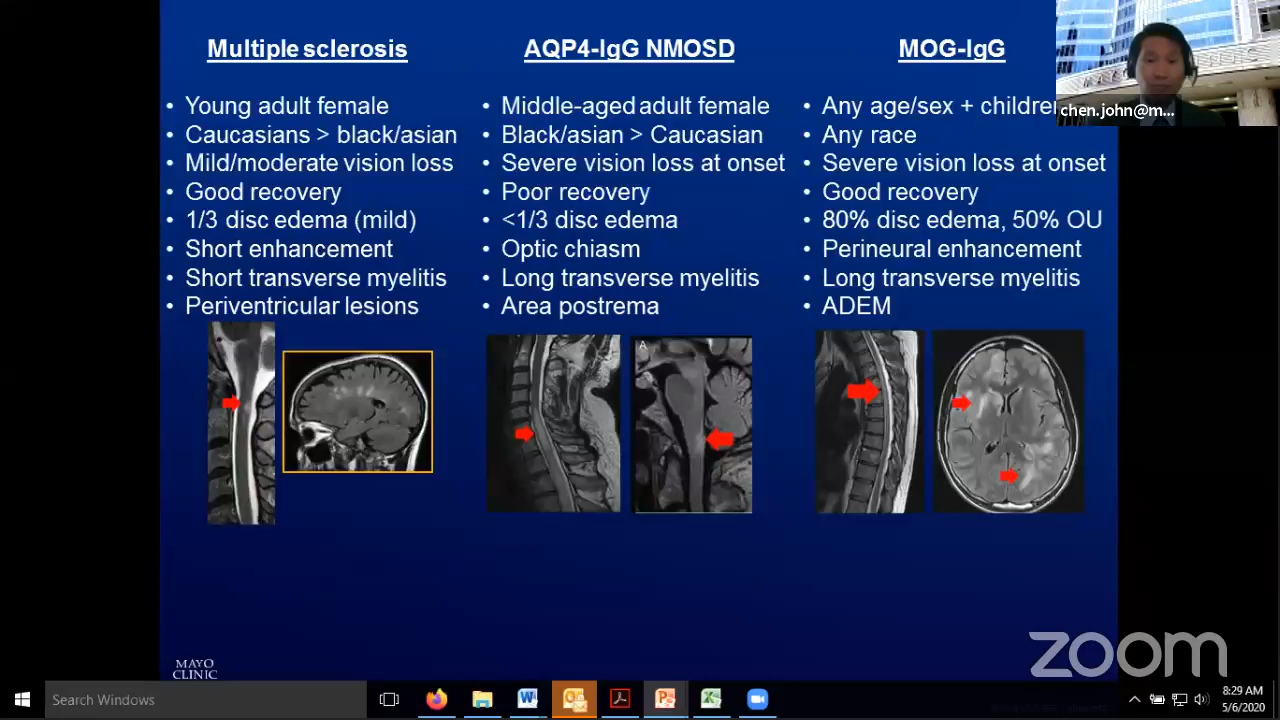 Multiple sclerosis
• Young adult female
• Caucasians > black/asian
• Mild/moderate vision loss
• Good recovery
• 1/3 disc edema (mild)
• Short enhancement
• Short transverse myelitis
• Periventricular lesions
AQP4-IgG NMOSD
• Middle-aged adult female
• Black/asian > Caucasian
• Severe vision loss at onset
• Poor recovery
• <1/3 disc edema
• Optic chiasm
• Long transverse myelitis
• Area postrema
A
MOG-IgG
• Any age/sex + children
• Any race
• Severe vision loss at onset
• Good recovery
• 80% disc edema, 50% OU
• Perineural enhancement
• Long transverse myelitis
• ADEM
chen.john@m...
MAYO
CLINIC
zoom
Search Windows
8:29 AM
5/6/2020